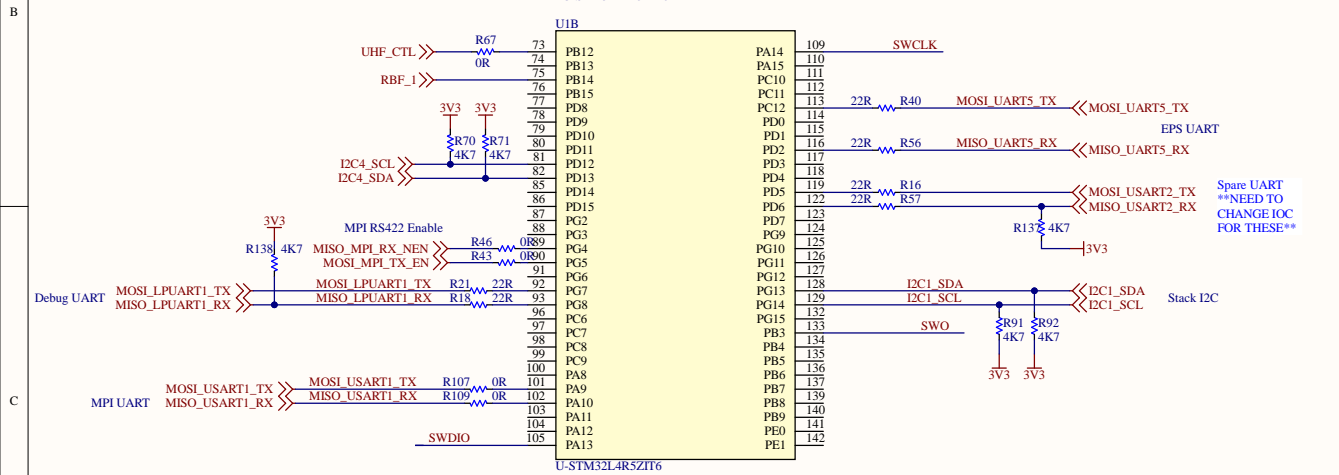 B
U1B
UHF_CTL R67 73 PB12 PA14 109 SWCLK
0R 74 PB13 PA15 110
RBF_1 75 PB14 PC10 111
76 PB15 PC11 112
3V3 3V3 77 PD8 PC12 113 22R R40 MOSI_UART5_TX MOSI_UART5_TX
78 PD9 PD0 114
EPS UART
79 PD10 PD1 115
R70 R71 80 PD11 PD2 116 22R R56 MISO_UART5_RX MISO_UART5_RX
4K7 4K7
I2C4_SCL 81 PD12 PD3 117
I2C4_SDA 82 PD13 PD4 118
85 PD14 PD5 119 22R R16 MOSI_USART2_TX
86 PD15 PD6 122 22R R57 MISO_USART2_RX
Spare UART
**NEED TO
CHANGE IOC
FOR THESE**
3V3 87 PG2 PD7 123
R137 4K7
MPI RS422 Enable 88 PG3 PG9 124
R138 4K7 MISO_MPI_RX_NEN R46 0R 89 PG4 PG10 125 3V3
MOSI_MPI_TX_EN R43 0R 90 PG5 PG11 126
91 PG6 PG12 127
Debug UART
MOSI_LPUART1_TX MOSI_LPUART1_TX R21 22R 92 PG7 PG13 128 I2C1_SDA I2C1_SDA
MISO_LPUART1_RX MISO_LPUART1_RX R18 22R 93 PG8 PG14 129 I2C1_SCL I2C1_SCL
Stack I2C
96 PC6 PG15 132
R91 R92
4K7 4K7
97 PC7 PB3 133 SWO
98 PC8 PB4 134
99 PC9 PB5 135
100 PA8 PB6 136
3V3 3V3
MOSI_USART1_TX MOSI_USART1_TX R107 0R 101 PA9 PB7 137
C
MPI UART
MISO_USART1_RX MISO_USART1_RX R109 0R 102 PA10 PB8 139
103 PA11 PB9 140
104 PA12 PE0 141
SWDIO 105 PA13 PE1 142
U-STM32L4R5ZIT6